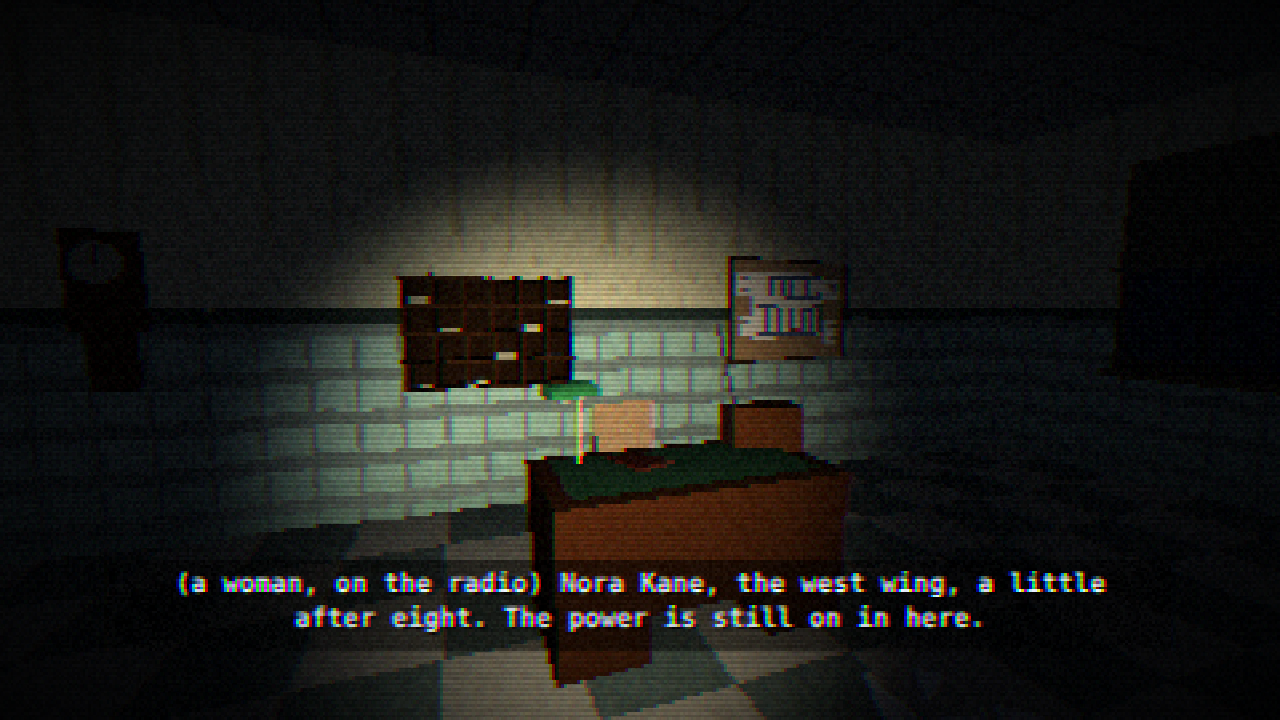 (a woman, on the radio) Nora Kane, the west wing, a little
after eight. The power is still on in here.